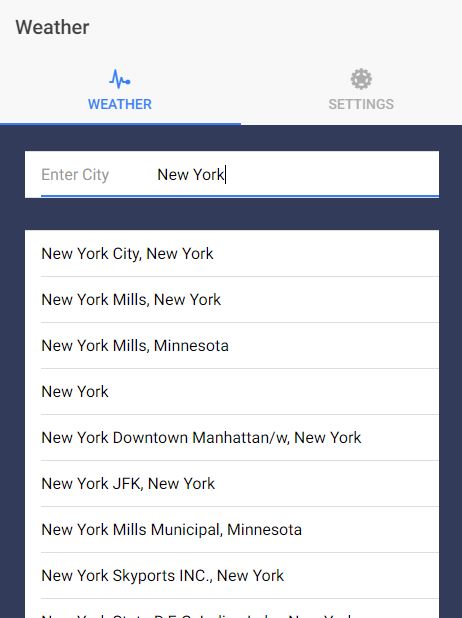 Weather
WEATHER
SETTINGS
Enter City New York
New York City, New York
New York Mills, New York
New York Mills, Minnesota
New York
New York Downtown Manhattan/w, New York
New York JFK, New York
New York Mills Municipal, Minnesota
New York Skyports INC., New York